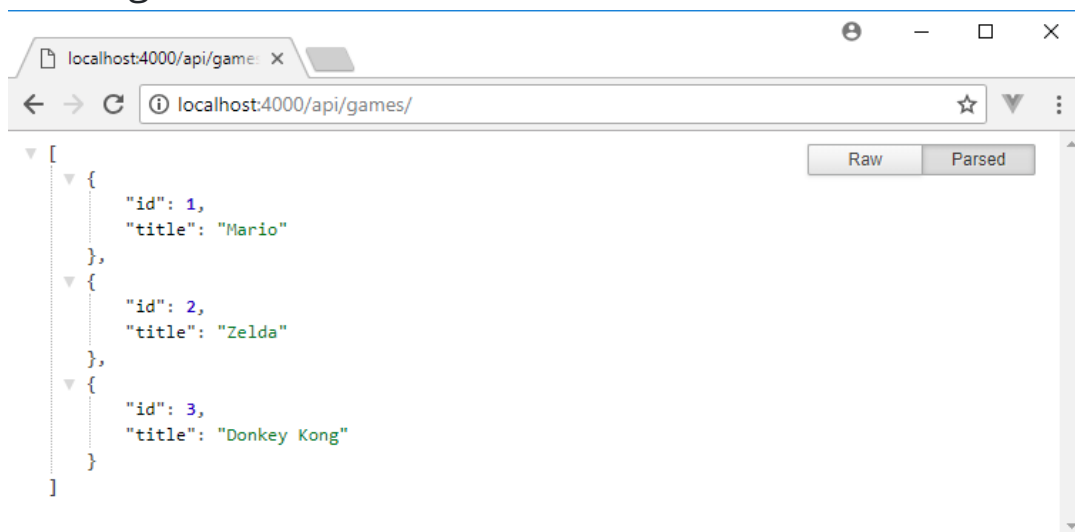 localhost:4000/api/game
localhost:4000/api/games/
Raw Parsed
[
{
"id": 1,
"title": "Mario"
},
{
"id": 2,
"title": "Zelda"
},
{
"id": 3,
"title": "Donkey Kong"
}
]